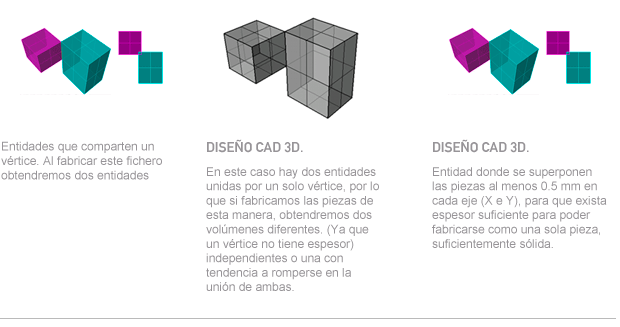 Entidades que comparten un
vértice. Al fabricar este fichero
obtendremos dos entidades
DISEÑO CAD 3D.
En este caso hay dos entidades
unidas por un solo vértice, por lo
que si fabricamos las piezas de
esta manera, obtendremos dos
volúmenes diferentes. (Ya que
un vértice no tiene espesor)
independientes o una con
tendencia a romperse en la
unión de ambas.
DISEÑO CAD 3D.
Entidad donde se superponen
las piezas al menos 0.5 mm en
cada eje (X e Y), para que exista
espesor suficiente para poder
fabricarse como una sola pieza,
suficientemente sólida.